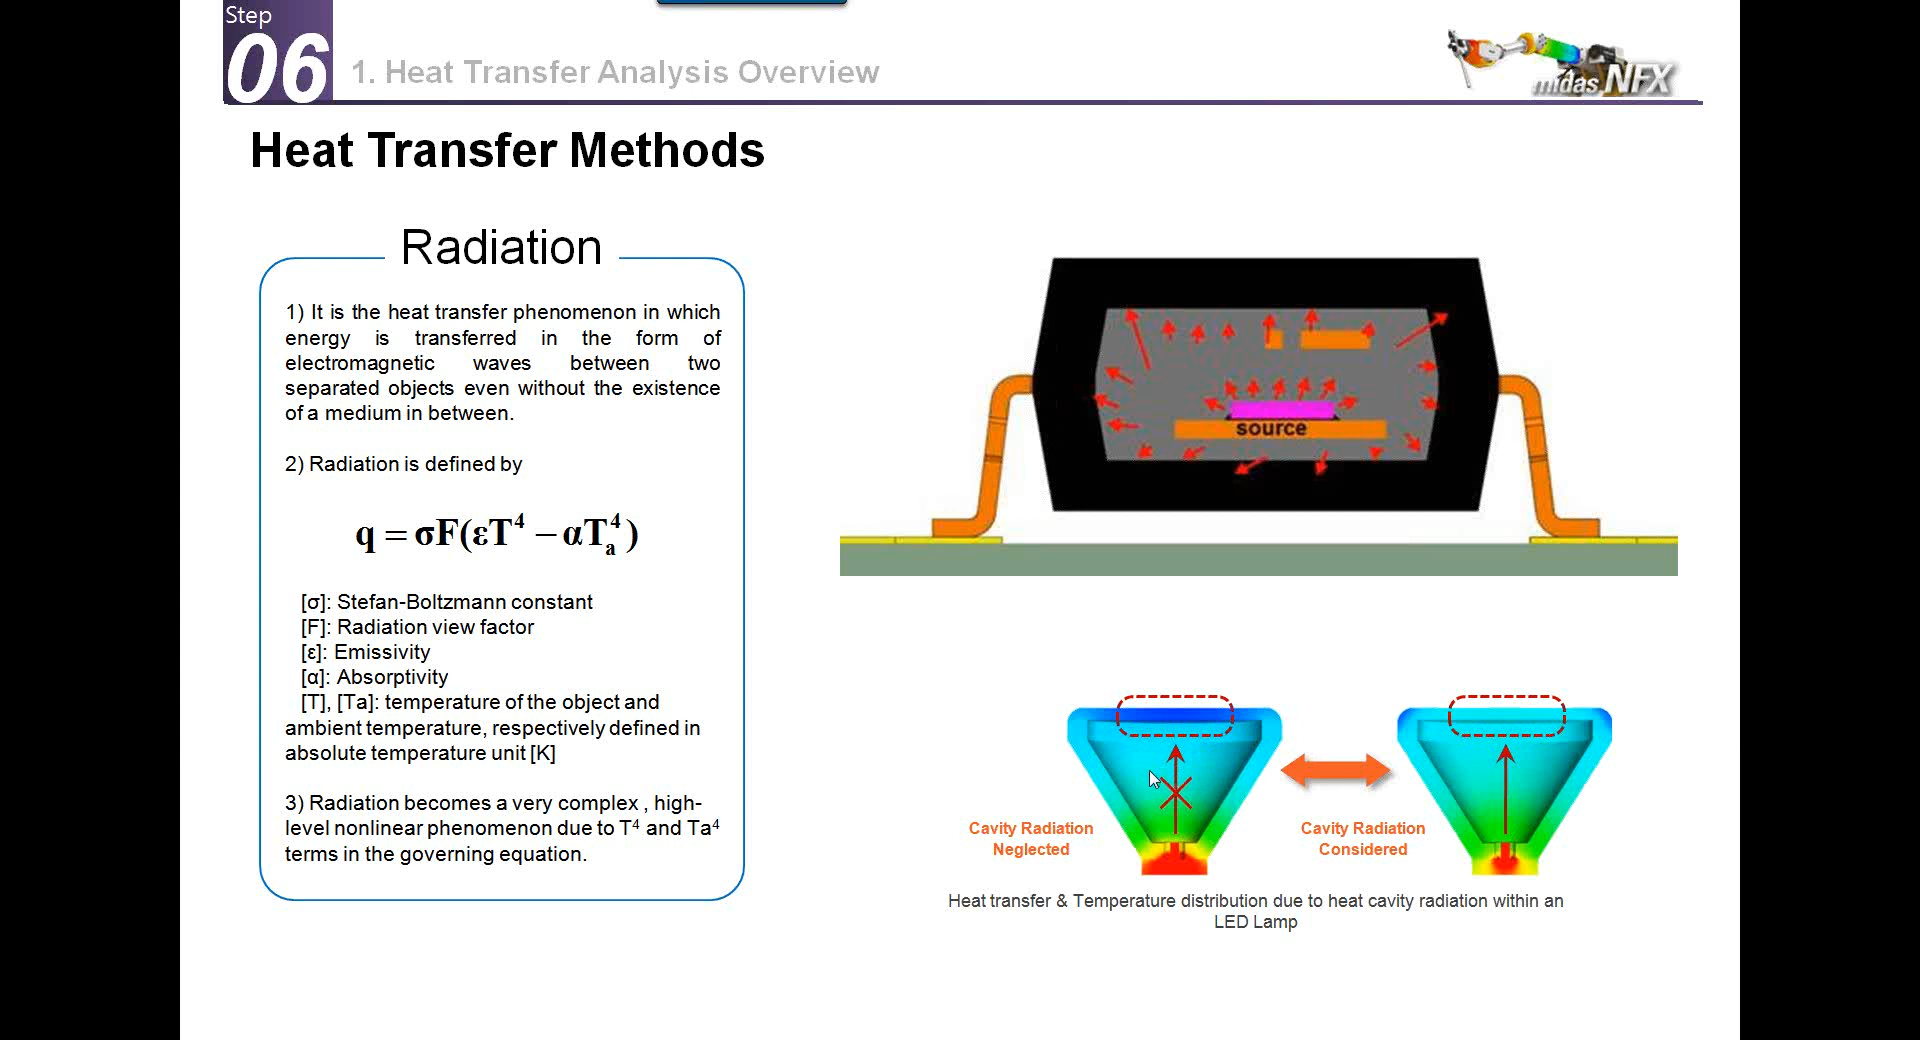 Step
06
1. Heat Transfer Analysis Overview
midas NFX
Heat Transfer Methods
Radiation
1) It is the heat transfer phenomenon in which
energy is transferred in the form of
electromagnetic waves between two
separated objects even without the existence
of a medium in between.
2) Radiation is defined by
q = σF(εT⁴ − αTₐ⁴)
[σ]: Stefan-Boltzmann constant
[F]: Radiation view factor
[ε]: Emissivity
[α]: Absorptivity
[T], [Ta]: temperature of the object and
ambient temperature, respectively defined in
absolute temperature unit [K]
3) Radiation becomes a very complex , high-
level nonlinear phenomenon due to T⁴ and Ta⁴
terms in the governing equation.
source
Cavity Radiation
Neglected
Cavity Radiation
Considered
Heat transfer & Temperature distribution due to heat cavity radiation within an
LED Lamp